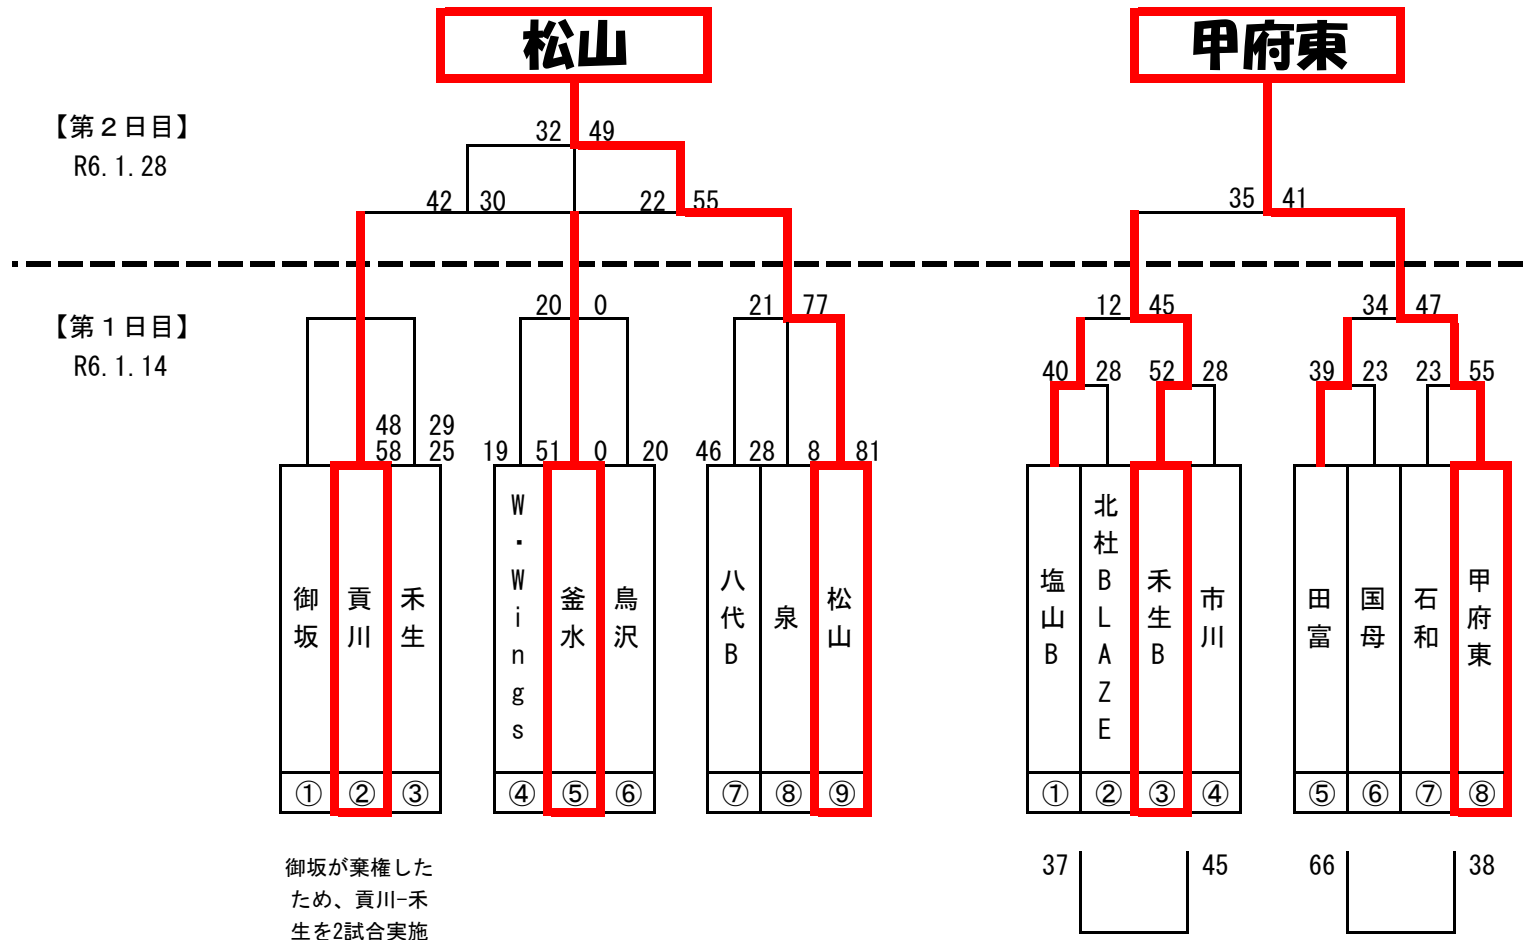 松山
甲府東
【第２日目】
R6.1.28
32 49
42 30
22 55
35 41
【第１日目】
R6.1.14
20 0
21 77
12 45
34 47
40 28
52 28
39 23
23 55
48 29
58 25
19 51 0 20
46 28 8 81
御坂
貢川
禾生
W・Wings
釜水
鳥沢
八代B
泉
松山
塩山B
北杜BLAZE
禾生B
市川
田富
国母
石和
甲府東
① ② ③
④ ⑤ ⑥
⑦ ⑧ ⑨
① ② ③ ④
⑤ ⑥ ⑦ ⑧
御坂が棄権した
ため、貢川-禾
生を2試合実施
37 45
66 38